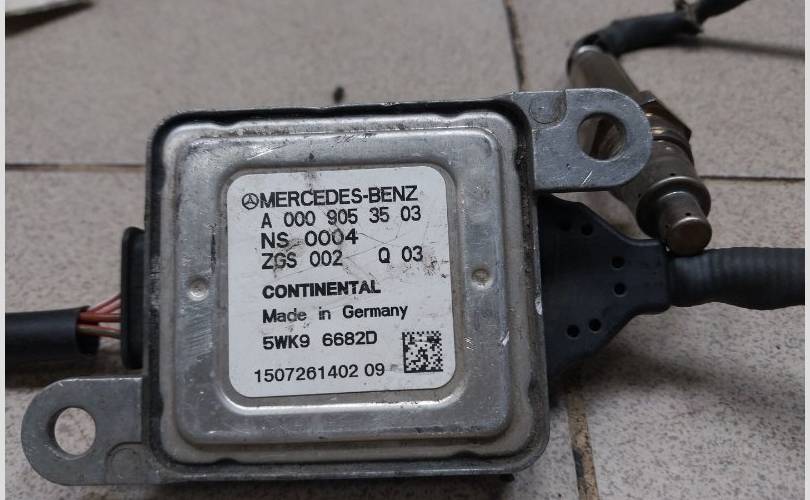 MERCEDES-BENZ
A 000 905 35 03
NS 0004
ZGS 002 Q 03
CONTINENTAL
Made in Germany
5WK9 6682D
1507261402 09